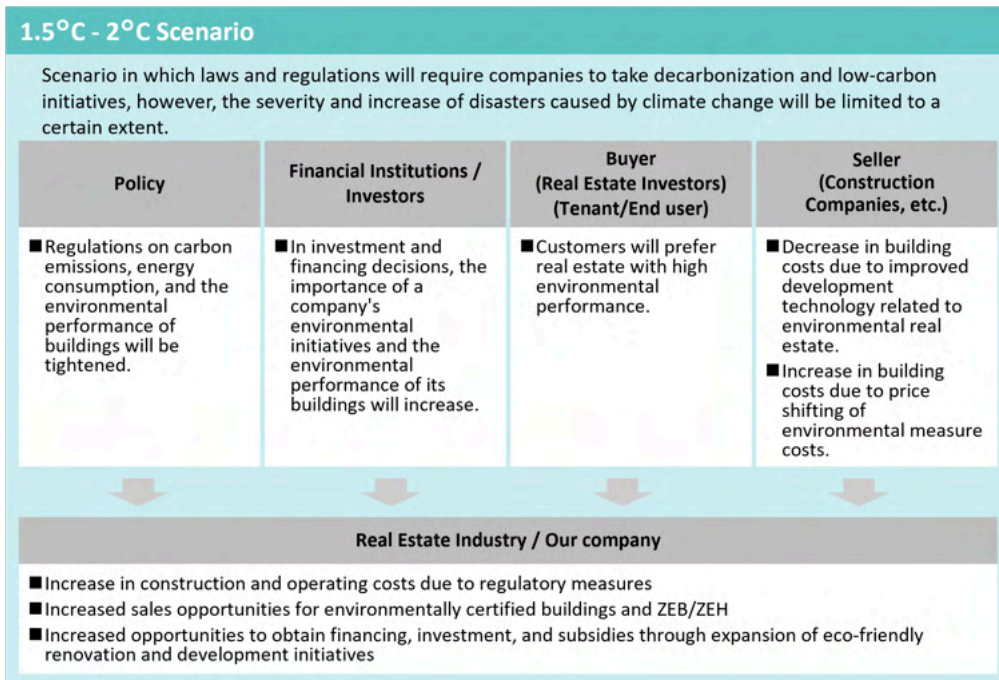 1.5°C - 2°C Scenario
Scenario in which laws and regulations will require companies to take decarbonization and low-carbon
initiatives, however, the severity and increase of disasters caused by climate change will be limited to a
certain extent.
Policy
■Regulations on carbon
emissions, energy
consumption, and the
environmental
performance of
buildings will be
tightened.
Financial Institutions /
Investors
■In investment and
financing decisions, the
importance of a
company's
environmental
initiatives and the
environmental
performance of its
buildings will increase.
Buyer
(Real Estate Investors)
(Tenant/End user)
■Customers will prefer
real estate with high
environmental
performance.
Seller
(Construction
Companies, etc.)
■Decrease in building
costs due to improved
development
technology related to
environmental real
estate.
■Increase in building
costs due to price
shifting of
environmental measure
costs.
Real Estate Industry / Our company
■Increase in construction and operating costs due to regulatory measures
■Increased sales opportunities for environmentally certified buildings and ZEB/ZEH
■Increased opportunities to obtain financing, investment, and subsidies through expansion of eco-friendly
renovation and development initiatives